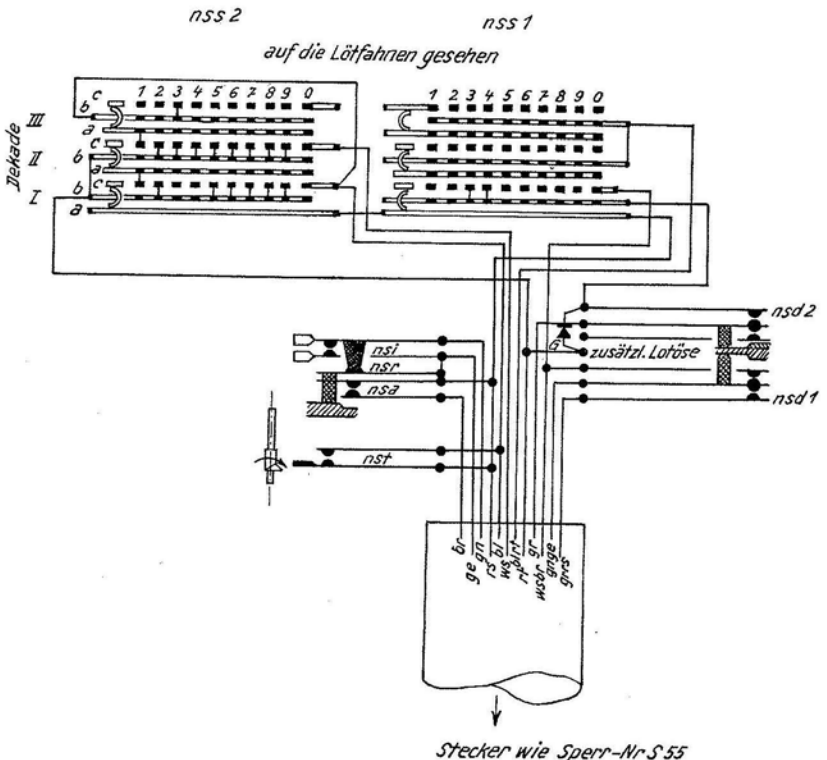 nss 2
nss 1
auf die Lötfahnen gesehen
1 2 3 4 5 6 7 8 9 0
1 2 3 4 5 6 7 8 9 0
Dekade
III
c
b
a
II
c
b
a
I
c
b
a
nsd 2
G
zusätzl. Lötöse
nsi
nsr
nsa
nsd 1
nst
br
ge
gn
rs
bl
ws
blrt
rt
gr
wsbr
gnge
grrs
Stecker wie Sperr-Nr S 55